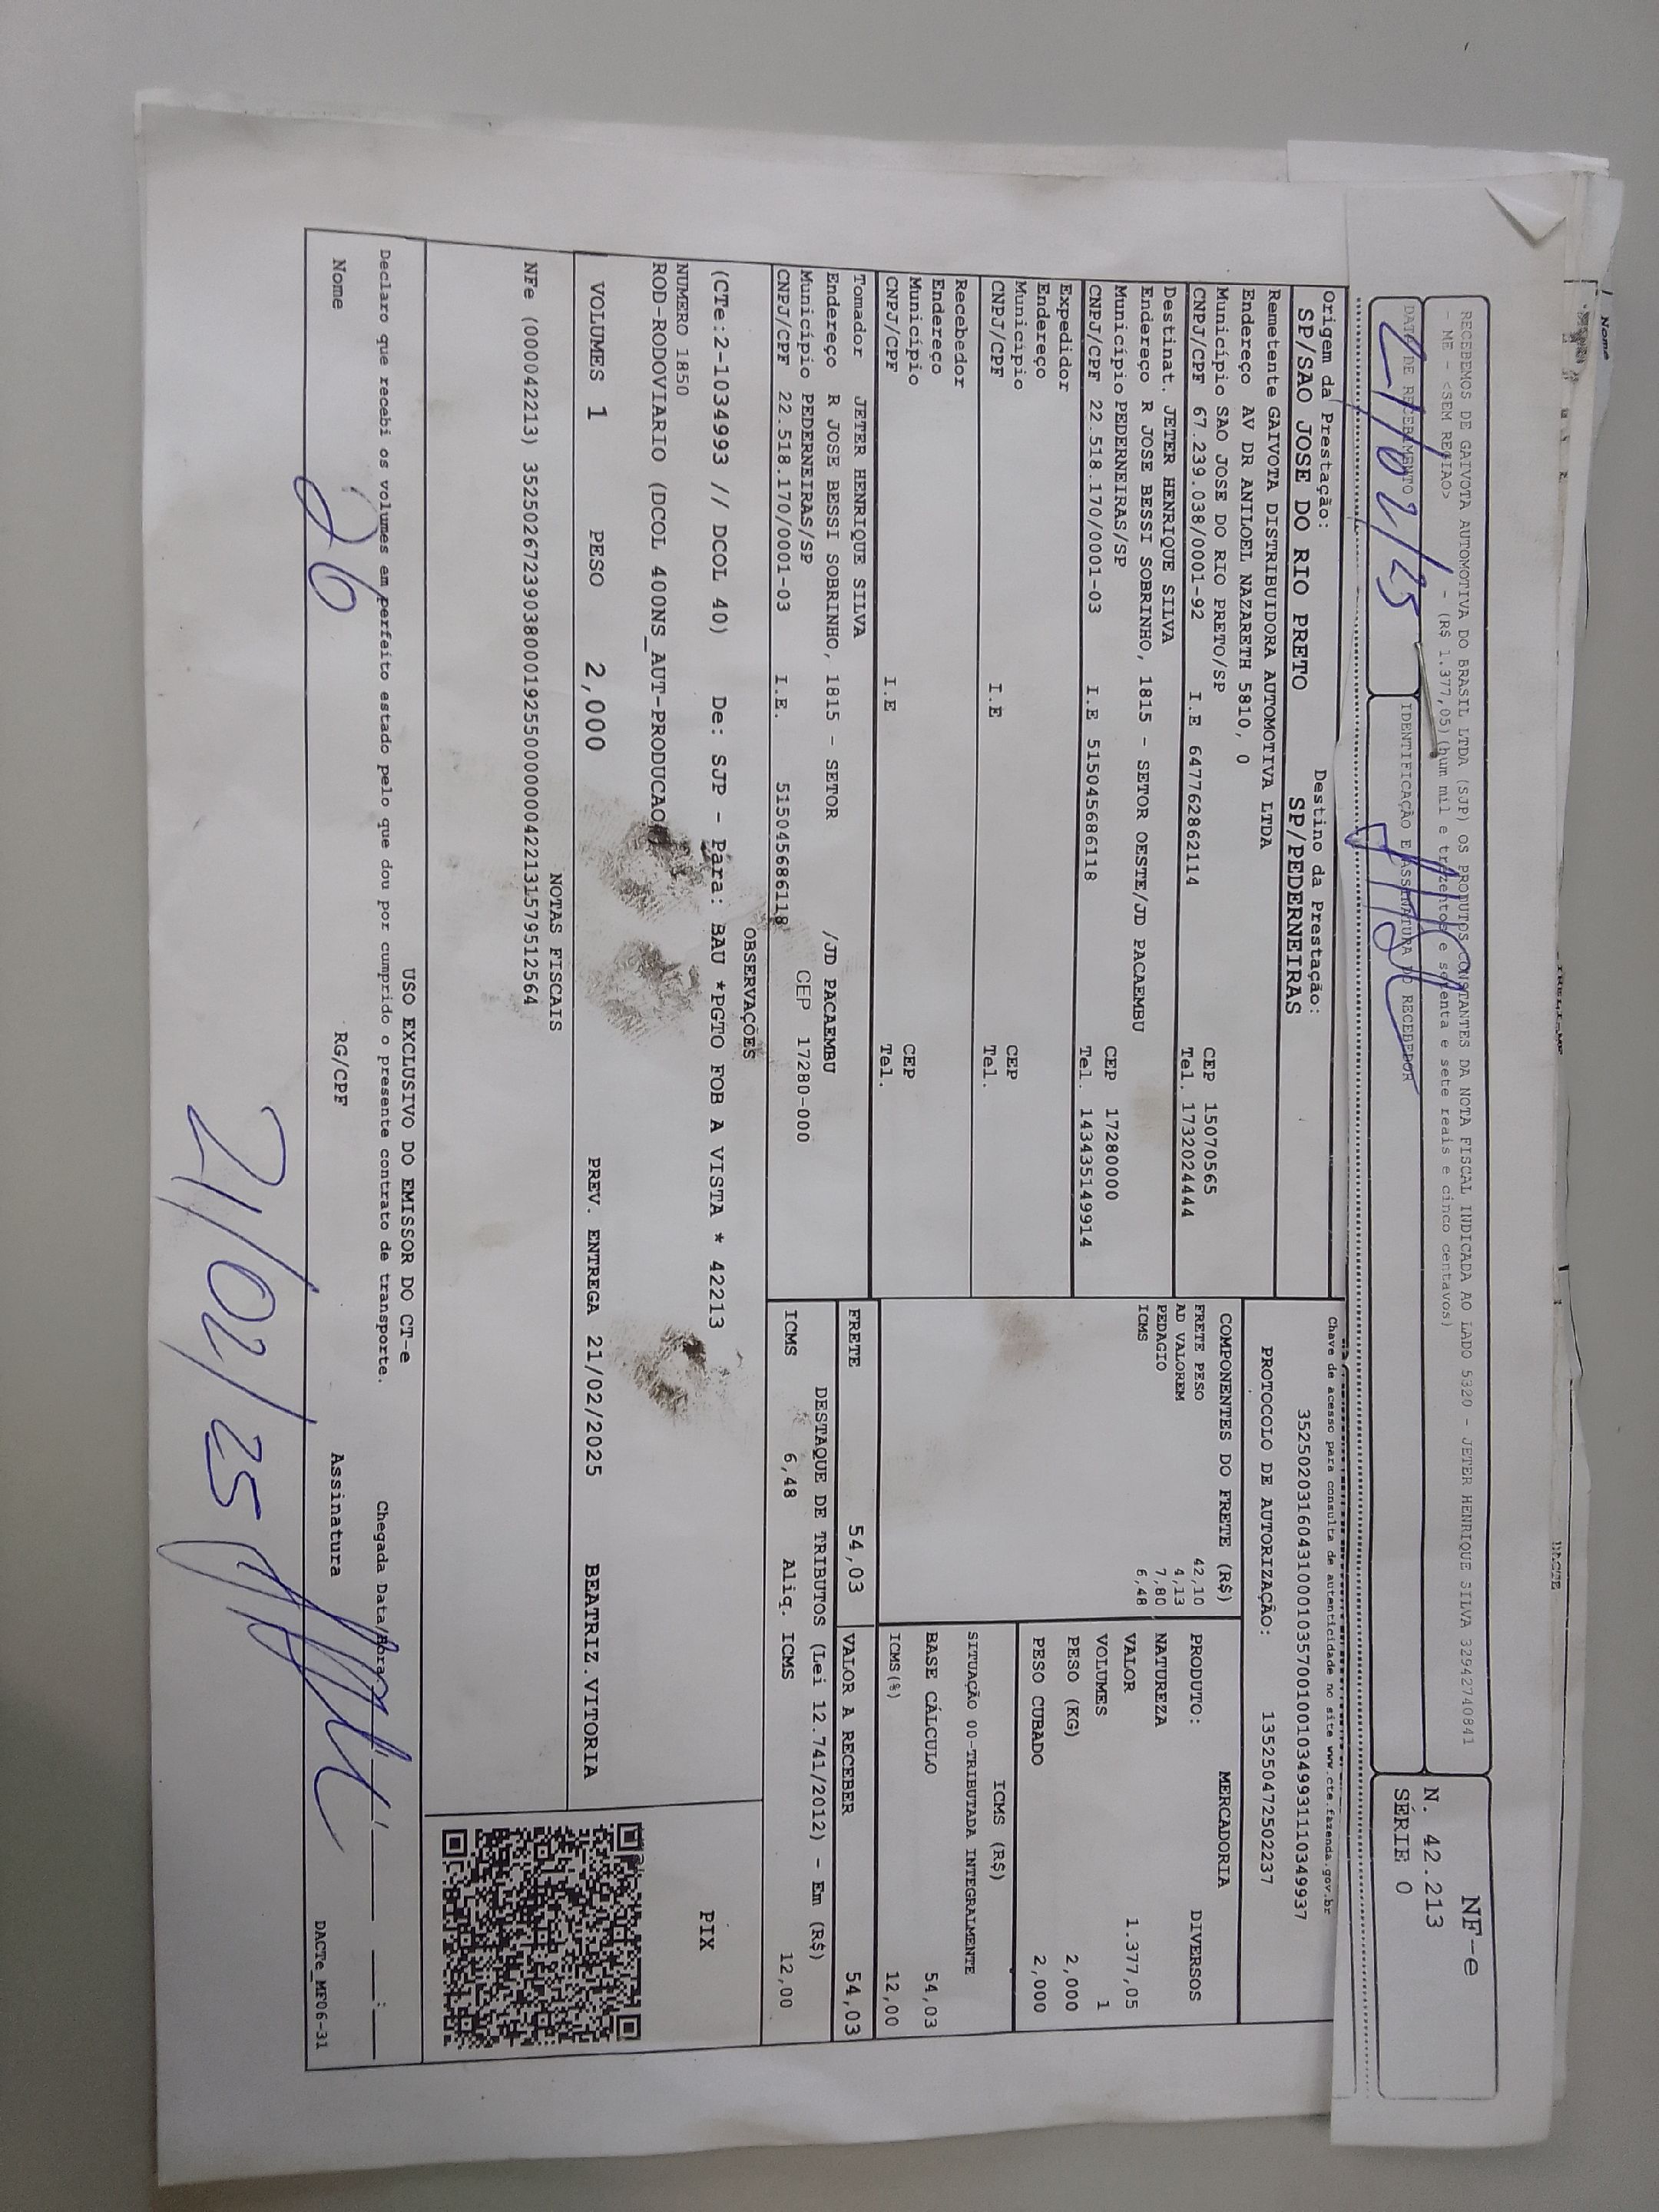 RECEBEMOS DE GAIVOTA AUTOMOTIVA DO BRASIL LTDA (SJP) OS PRODUTOS CONSTANTES DA NOTA FISCAL INDICADA AO LADO 5320 - JETER HENRIQUE SILVA 32942740841
- ME - <SEM REGIAO> / - (R$ 1.377,05)(hum mil e trezentos e setenta e sete reais e cinco centavos)
DATA DE RECEBIMENTO
21/02/25
IDENTIFICAÇÃO E ASSINATURA DO RECEBEDOR
NF-e
N. 42.213
SÉRIE 0
Origem da Prestação:
SP/SAO JOSE DO RIO PRETO
Destino da Prestação:
SP/PEDERNEIRAS
Chave de acesso para consulta de autenticidade no site www.cte.fazenda.gov.br
35250203160431000103570010010349931110349937
PROTOCOLO DE AUTORIZAÇÃO: 135250472502237
Remetente GAIVOTA DISTRIBUIDORA AUTOMOTIVA LTDA
Endereço AV DR ANILOEL NAZARETH 5810, 0
Município SAO JOSE DO RIO PRETO/SP CEP 15070565
CNPJ/CPF 67.239.038/0001-92 I.E 647762862114 Tel. 1732024444
Destinat. JETER HENRIQUE SILVA
Endereço R JOSE BESSI SOBRINHO, 1815 - SETOR OESTE/JD PACAEMBU
Município PEDERNEIRAS/SP CEP 17280000
CNPJ/CPF 22.518.170/0001-03 I.E 515045686118 Tel. 143435149914
Expedidor
Endereço
Município CEP
CNPJ/CPF I.E Tel.
Recebedor
Endereço
Município CEP
CNPJ/CPF I.E Tel.
Tomador JETER HENRIQUE SILVA
Endereço R JOSE BESSI SOBRINHO, 1815 - SETOR /JD PACAEMBU
Município PEDERNEIRAS/SP CEP 17280-000
CNPJ/CPF 22.518.170/0001-03 I.E. 515045686118
COMPONENTES DO FRETE (R$)
FRETE PESO 42,10
AD VALOREM 4,13
PEDAGIO 7,80
ICMS 6,48
MERCADORIA
PRODUTO: DIVERSOS
NATUREZA
VALOR 1.377,05
VOLUMES 1
PESO (KG) 2,000
PESO CUBADO 2,000
ICMS (R$)
SITUAÇÃO 00-TRIBUTADA INTEGRALMENTE
BASE CÁLCULO 54,03
ICMS(%) 12,00
FRETE 54,03 VALOR A RECEBER 54,03
DESTAQUE DE TRIBUTOS (Lei 12.741/2012) - Em (R$)
ICMS 6,48 Aliq. ICMS 12,00
OBSERVAÇÕES
(CTe:2-1034993 // DCOL 40) De: SJP - Para: BAU *PGTO FOB A VISTA * 42213
NUMERO 1850
ROD-RODOVIARIO (DCOL 400NS_AUT-PRODUCAO)
PIX
VOLUMES 1 PESO 2,000 PREV. ENTREGA 21/02/2025 BEATRIZ.VITORIA
NOTAS FISCAIS
NFe (000042213) 35250267239038000192550000000422131579512564
USO EXCLUSIVO DO EMISSOR DO CT-e
Declaro que recebi os volumes em perfeito estado pelo que dou por cumprido o presente contrato de transporte. Chegada Data/Hora
Nome RG/CPF Assinatura DACTe_MF06-31
26
21/02/25
DACTE
Nome